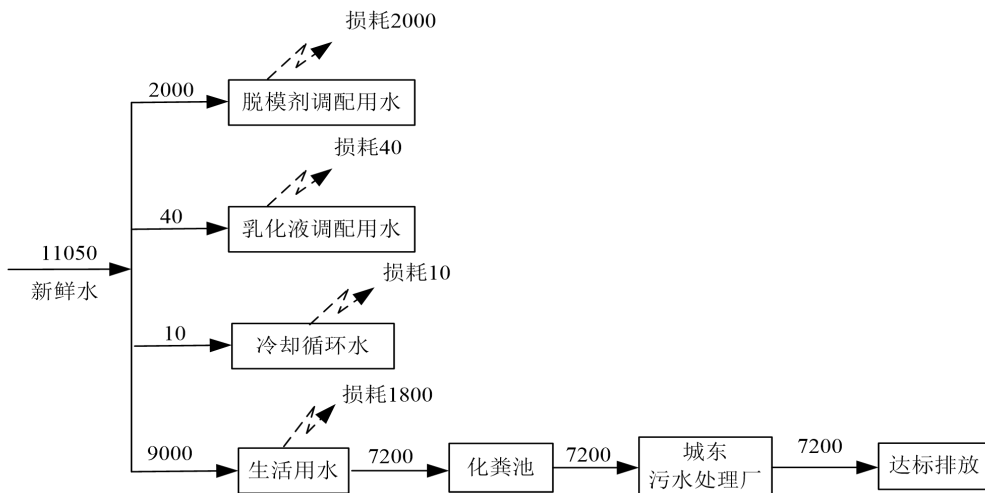 损耗2000
2000
脱模剂调配用水
损耗40
40
乳化液调配用水
11050
新鲜水
损耗10
10
冷却循环水
损耗1800
9000
生活用水
7200
化粪池
7200
城东
污水处理厂
7200
达标排放